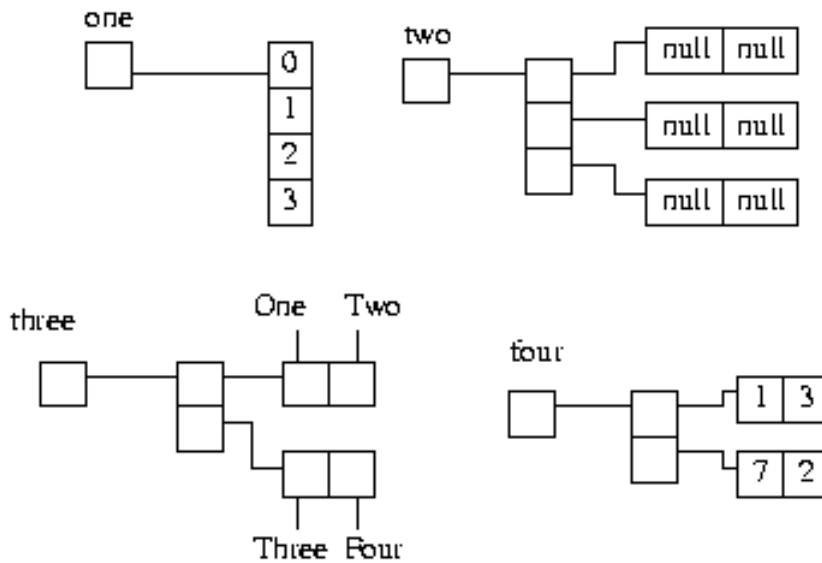 one
0
1
2
3
two
null null
null null
null null
three
One Two
Three Four
four
1 3
7 2